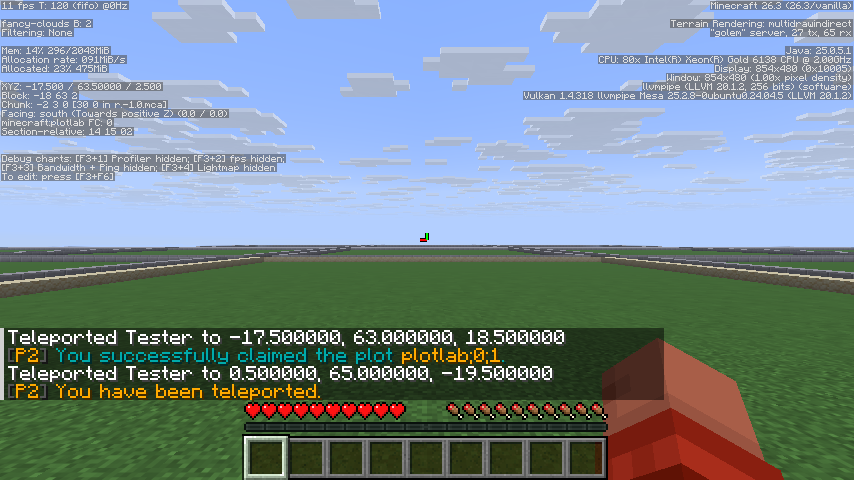 11 fps T: 120 (fifo) @0Hz
fancy-clouds B: 2
Filtering: None
Mem: 14% 296/2048MiB
Allocation rate: 091MiB/s
Allocated: 23% 475MiB
XYZ: -17.500 / 63.50000 / 2.500
Block: -18 63 2
Chunk: -2 3 0 [30 0 in r.-1.0.mca]
Facing: south (Towards positive Z) (0.0 / 0.0)
minecraft:plotlab FC: 0
Section-relative: 14 15 02
Debug charts: [F3+1] Profiler hidden; [F3+2] fps hidden;
[F3+3] Bandwidth + Ping hidden; [F3+4] Lightmap hidden
To edit: press [F3+F6]
Minecraft 26.3 (26.3/vanilla)
Terrain Rendering: multidrawindirect
"golem" server, 27 tx, 65 rx
Java: 25.0.5.1
CPU: 80x Intel(R) Xeon(R) Gold 6138 CPU @ 2.00GHz
Display: 854x480 (0x10005)
Window: 854x480 (1.00x pixel density)
llvmpipe (LLVM 20.1.2, 256 bits) (software)
Vulkan 1.4.318 llvmpipe Mesa 25.2.8-0ubuntu0.24.04.5 (LLVM 20.1.2)
Teleported Tester to -17.500000, 63.000000, 18.500000
[P2] You successfully claimed the plot plotlab;0;1.
Teleported Tester to 0.500000, 65.000000, -19.500000
[P2] You have been teleported.